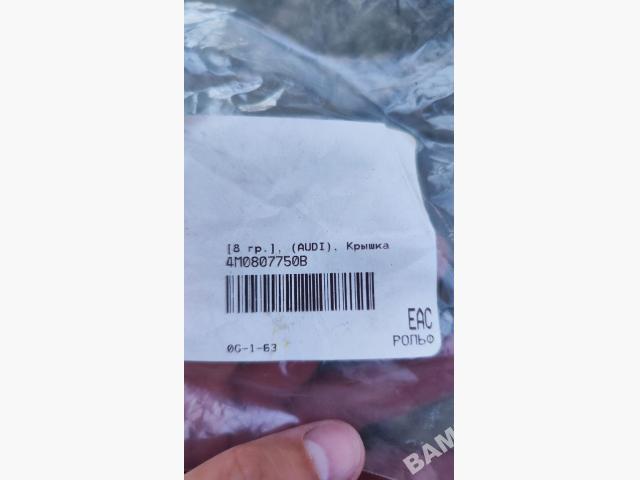 [8 гр.], (AUDI), Крышка
4M0807750B
0G-1-63
EAC
РОЛЬФ
BAM